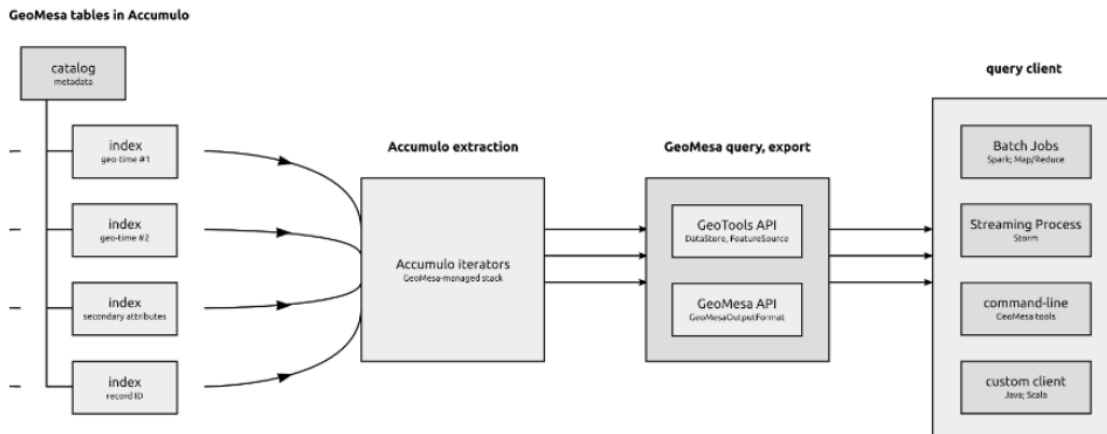 GeoMesa tables in Accumulo
catalog
metadata
index
geo-time #1
index
geo-time #2
index
secondary attributes
index
record ID
Accumulo extraction
Accumulo iterators
GeoMesa-managed stack
GeoMesa query, export
GeoTools API
DataStore, FeatureSource
GeoMesa API
GeoMesaOutputFormat
query client
Batch Jobs
Spark; Map/Reduce
Streaming Process
Storm
command-line
GeoMesa tools
custom client
Java; Scala